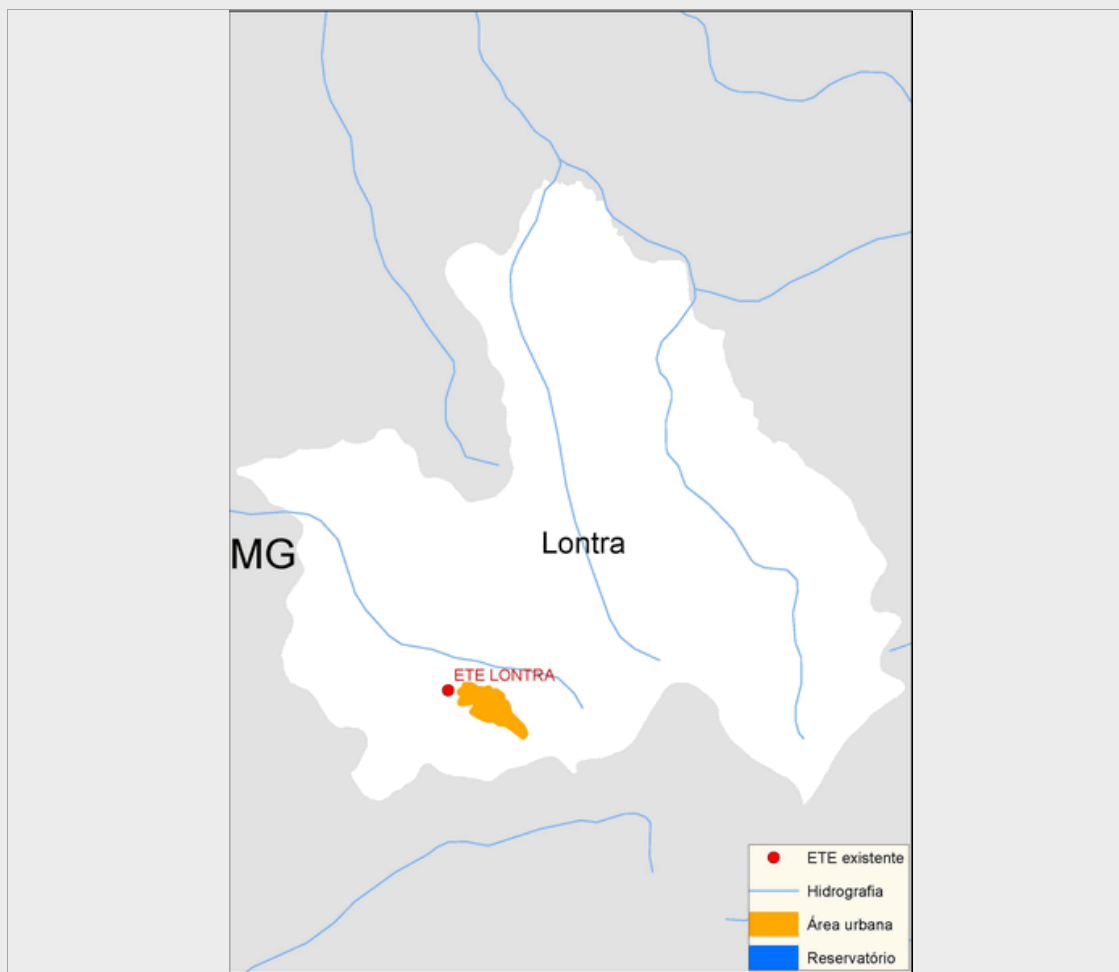 Lontra
MG
ETE LONTRA
ETE existente
Hidrografia
Área urbana
Reservatório